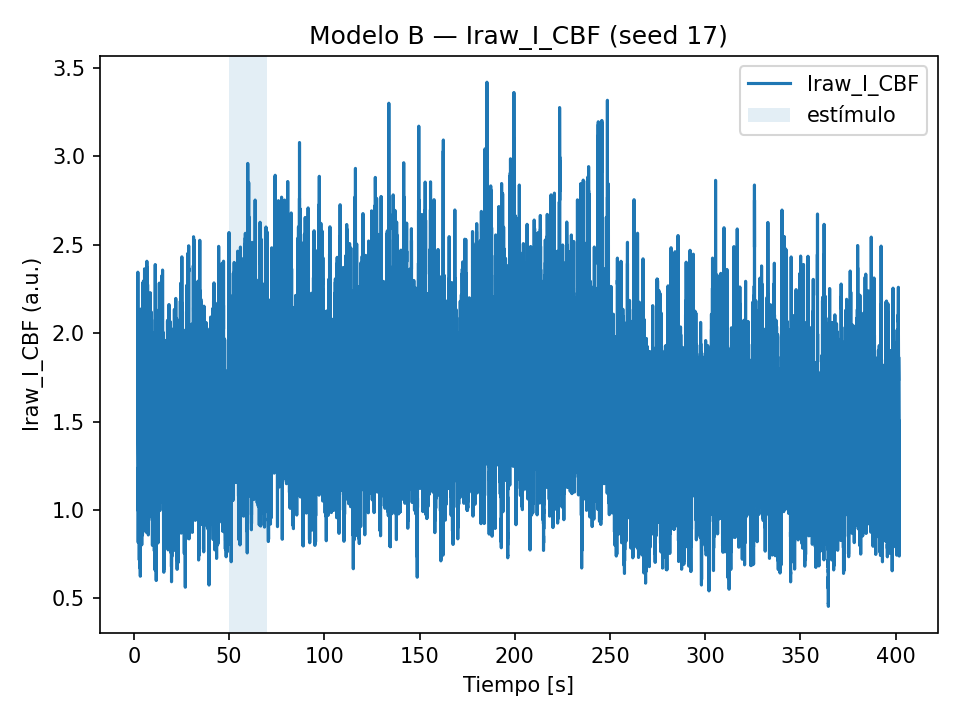 Modelo B — Iraw_I_CBF (seed 17)
Iraw_I_CBF
estímulo
Iraw_I_CBF (a.u.)
3.5
3.0
2.5
2.0
1.5
1.0
0.5
0 50 100 150 200 250 300 350 400
Tiempo [s]